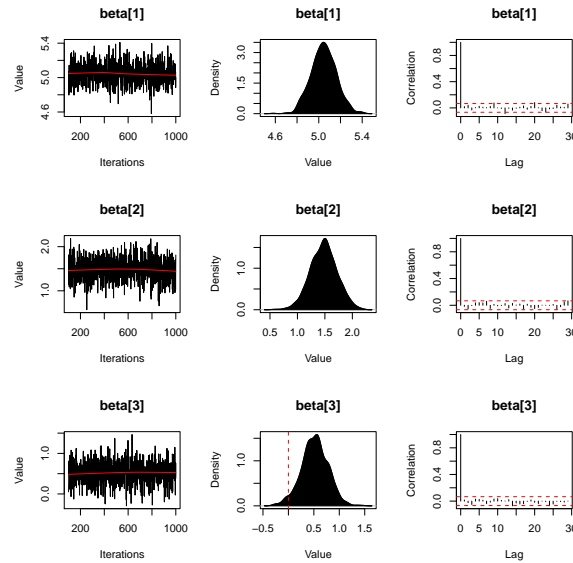 beta[1] beta[1] beta[1]
Value 4.6 5.0 5.4
200 600 1000
Iterations
Density 0.0 1.0 2.0 3.0
4.6 5.0 5.4
Value
Correlation 0.0 0.4 0.8
0 5 10 20 30
Lag
beta[2] beta[2] beta[2]
Value 1.0 2.0
200 600 1000
Iterations
Density 0.0 1.0
0.5 1.0 1.5 2.0
Value
Correlation 0.0 0.4 0.8
0 5 10 20 30
Lag
beta[3] beta[3] beta[3]
Value 0.0 1.0
200 600 1000
Iterations
Density 0.0 1.0
−0.5 0.5 1.5
Value
Correlation 0.0 0.4 0.8
0 5 10 20 30
Lag